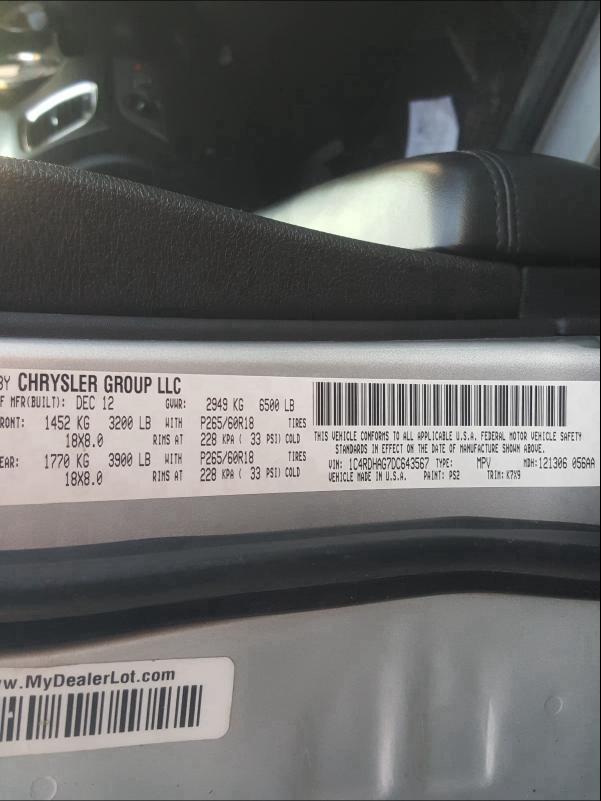 BY CHRYSLER GROUP LLC
OF MFR(BUILT): DEC 12 GVWR: 2949 KG 6500 LB
RONT: 1452 KG 3200 LB WITH P265/60R18 TIRES
18X8.0 RIMS AT 228 KPA ( 33 PSI) COLD
EAR: 1770 KG 3900 LB WITH P265/60R18 TIRES
18X8.0 RIMS AT 228 KPA ( 33 PSI) COLD
THIS VEHICLE CONFORMS TO ALL APPLICABLE U.S.A. FEDERAL MOTOR VEHICLE SAFETY
STANDARDS IN EFFECT ON THE DATE OF MANUFACTURE SHOWN ABOVE.
VIN: 1C4RDHAG7DC643567 TYPE: MPV MDH: 121306 056AA
VEHICLE MADE IN U.S.A. PAINT: PS2 TRIM: K7X9
www.MyDealerLot.com